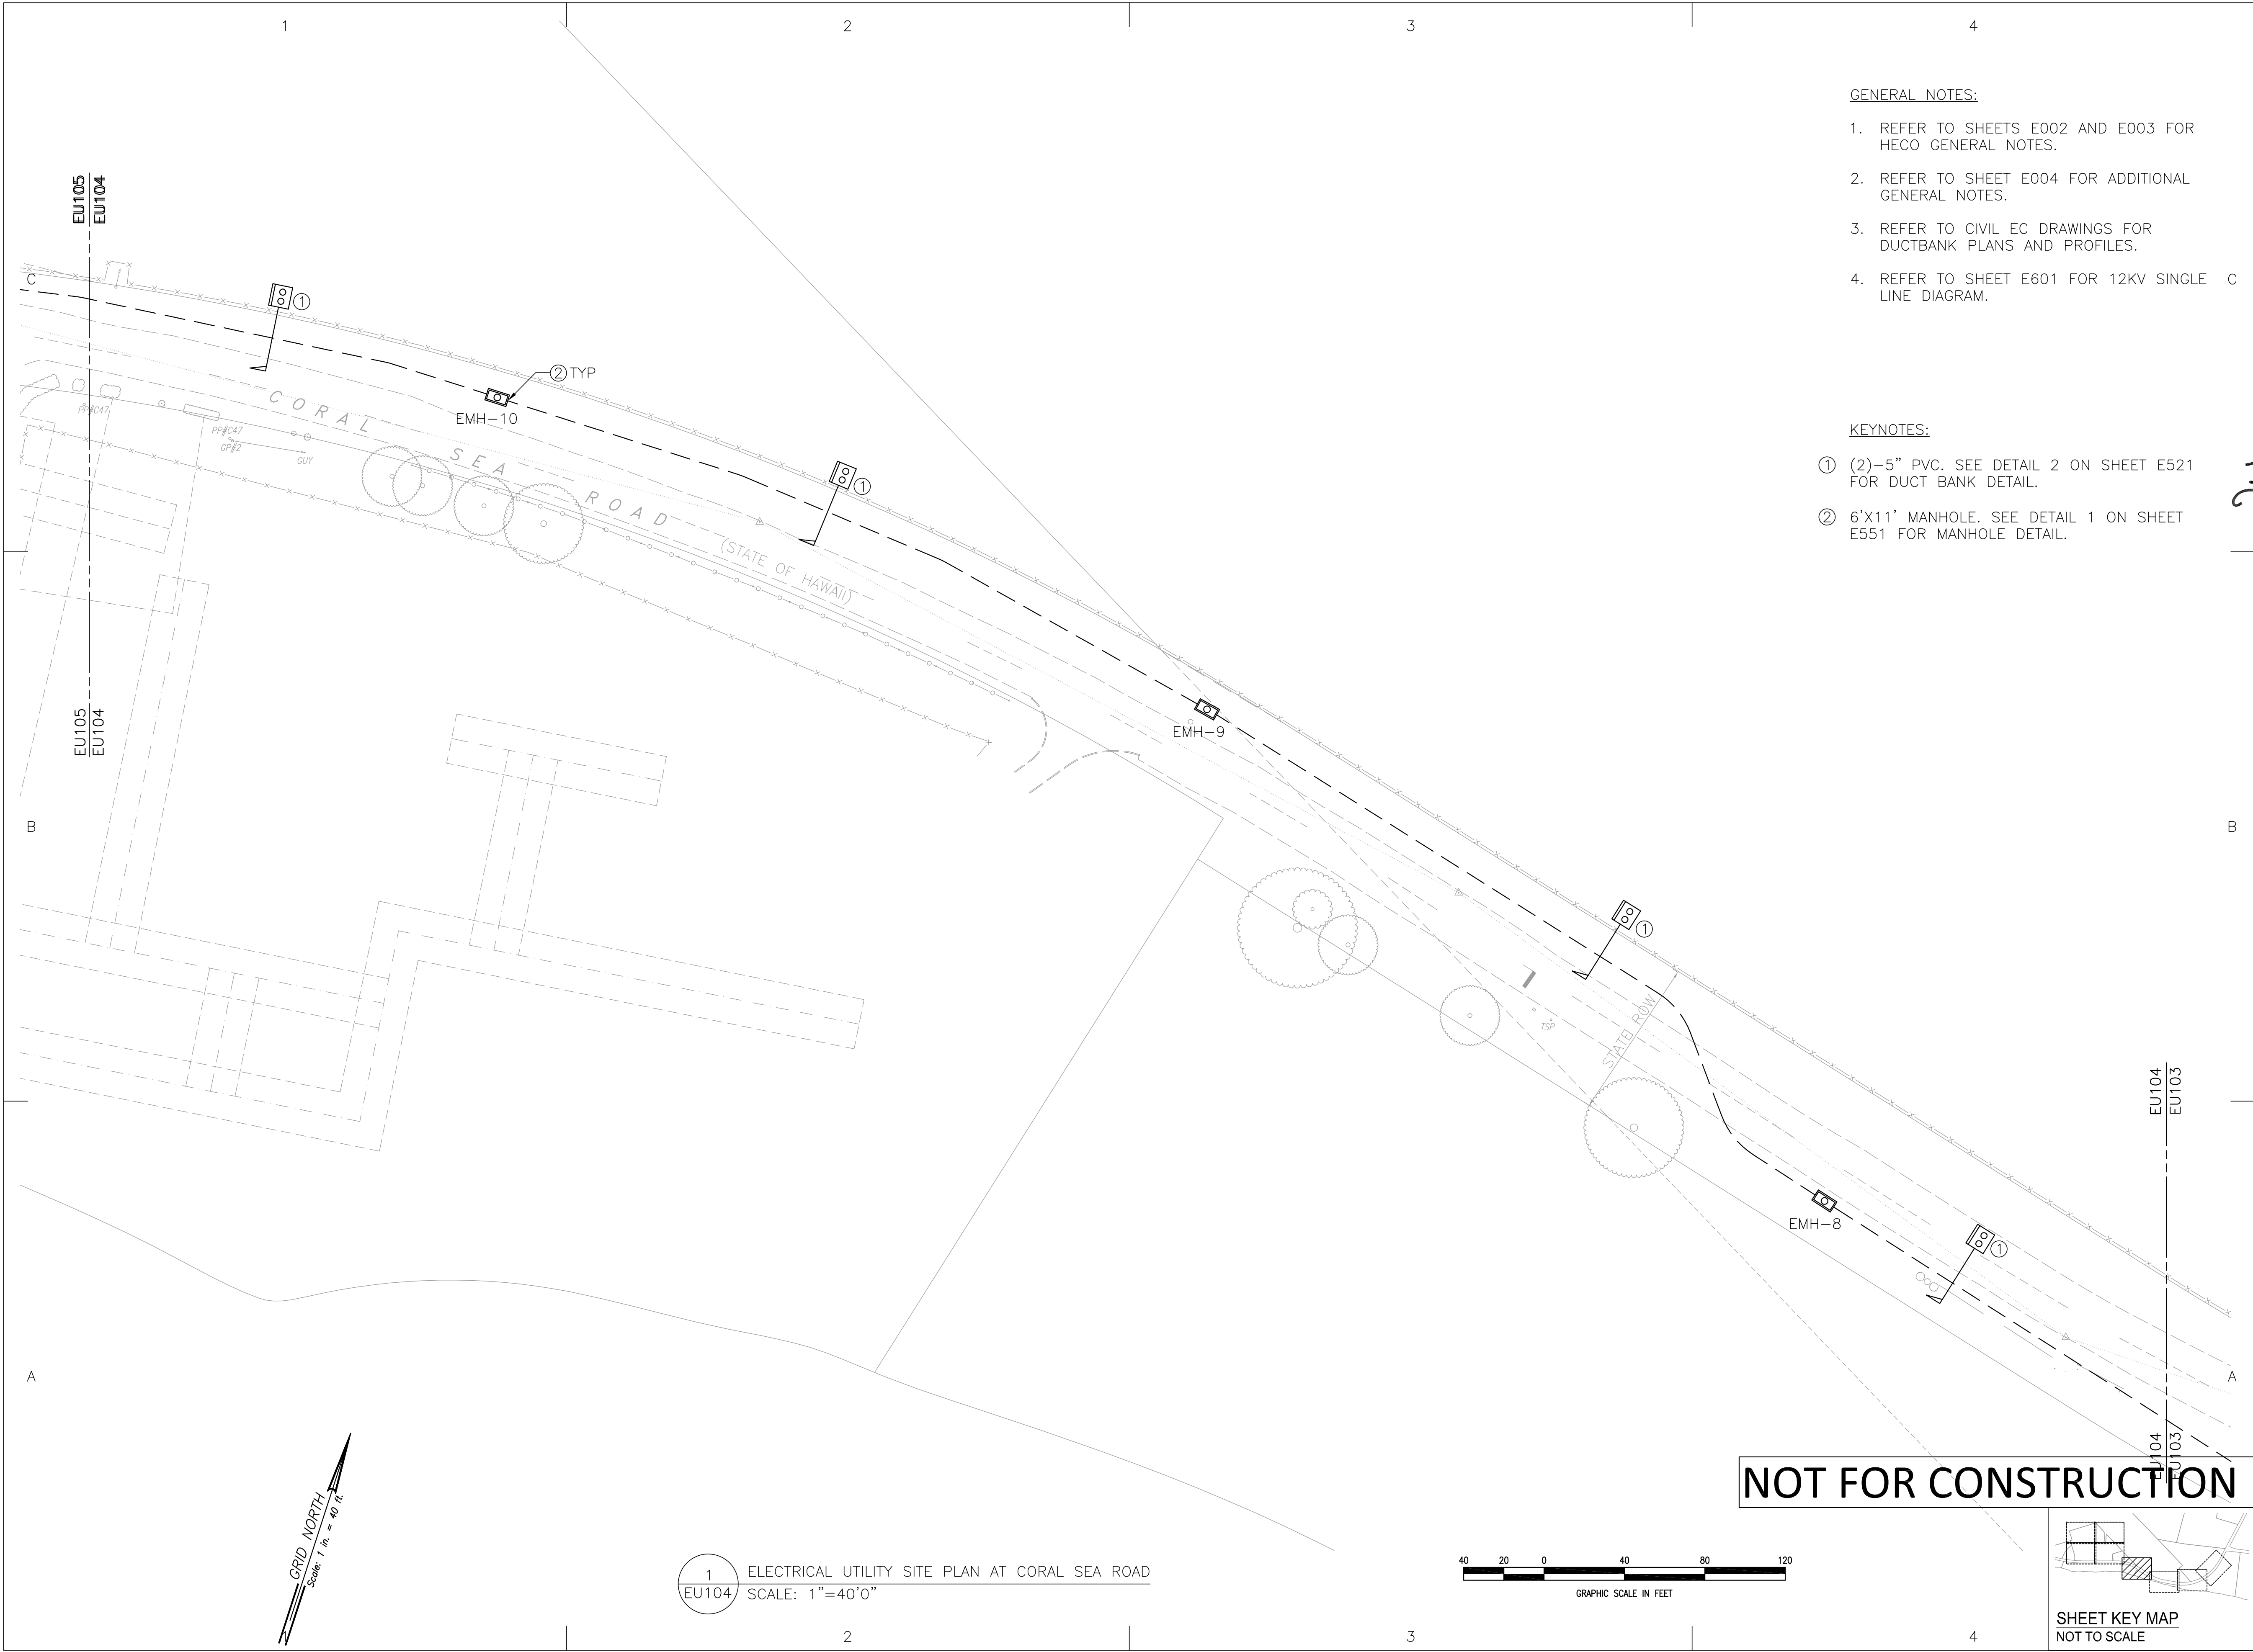 1 2 3 4
GENERAL NOTES:
1. REFER TO SHEETS E002 AND E003 FOR
HECO GENERAL NOTES.
2. REFER TO SHEET E004 FOR ADDITIONAL
GENERAL NOTES.
3. REFER TO CIVIL EC DRAWINGS FOR
DUCTBANK PLANS AND PROFILES.
4. REFER TO SHEET E601 FOR 12KV SINGLE
LINE DIAGRAM.
C
C
KEYNOTES:
1 (2)-5" PVC. SEE DETAIL 2 ON SHEET E521
FOR DUCT BANK DETAIL.
2 6'X11' MANHOLE. SEE DETAIL 1 ON SHEET
E551 FOR MANHOLE DETAIL.
EU105
EU104
1
2 TYP
EMH-10
PP#C47
PP#C47
GP#2
GUY
CORAL SEA ROAD
(STATE OF HAWAII)
1
EU105
EU104
EMH-9
B
B
1
TSP
STATE ROW
EU104
EU103
EMH-8
1
A
A
EU104
EU103
NOT FOR CONSTRUCTION
GRID NORTH
Scale: 1 in. = 40 ft.
1
EU104
ELECTRICAL UTILITY SITE PLAN AT CORAL SEA ROAD
SCALE: 1"=40'0"
40 20 0 40 80 120
GRAPHIC SCALE IN FEET
SHEET KEY MAP
NOT TO SCALE
1 2 3 4